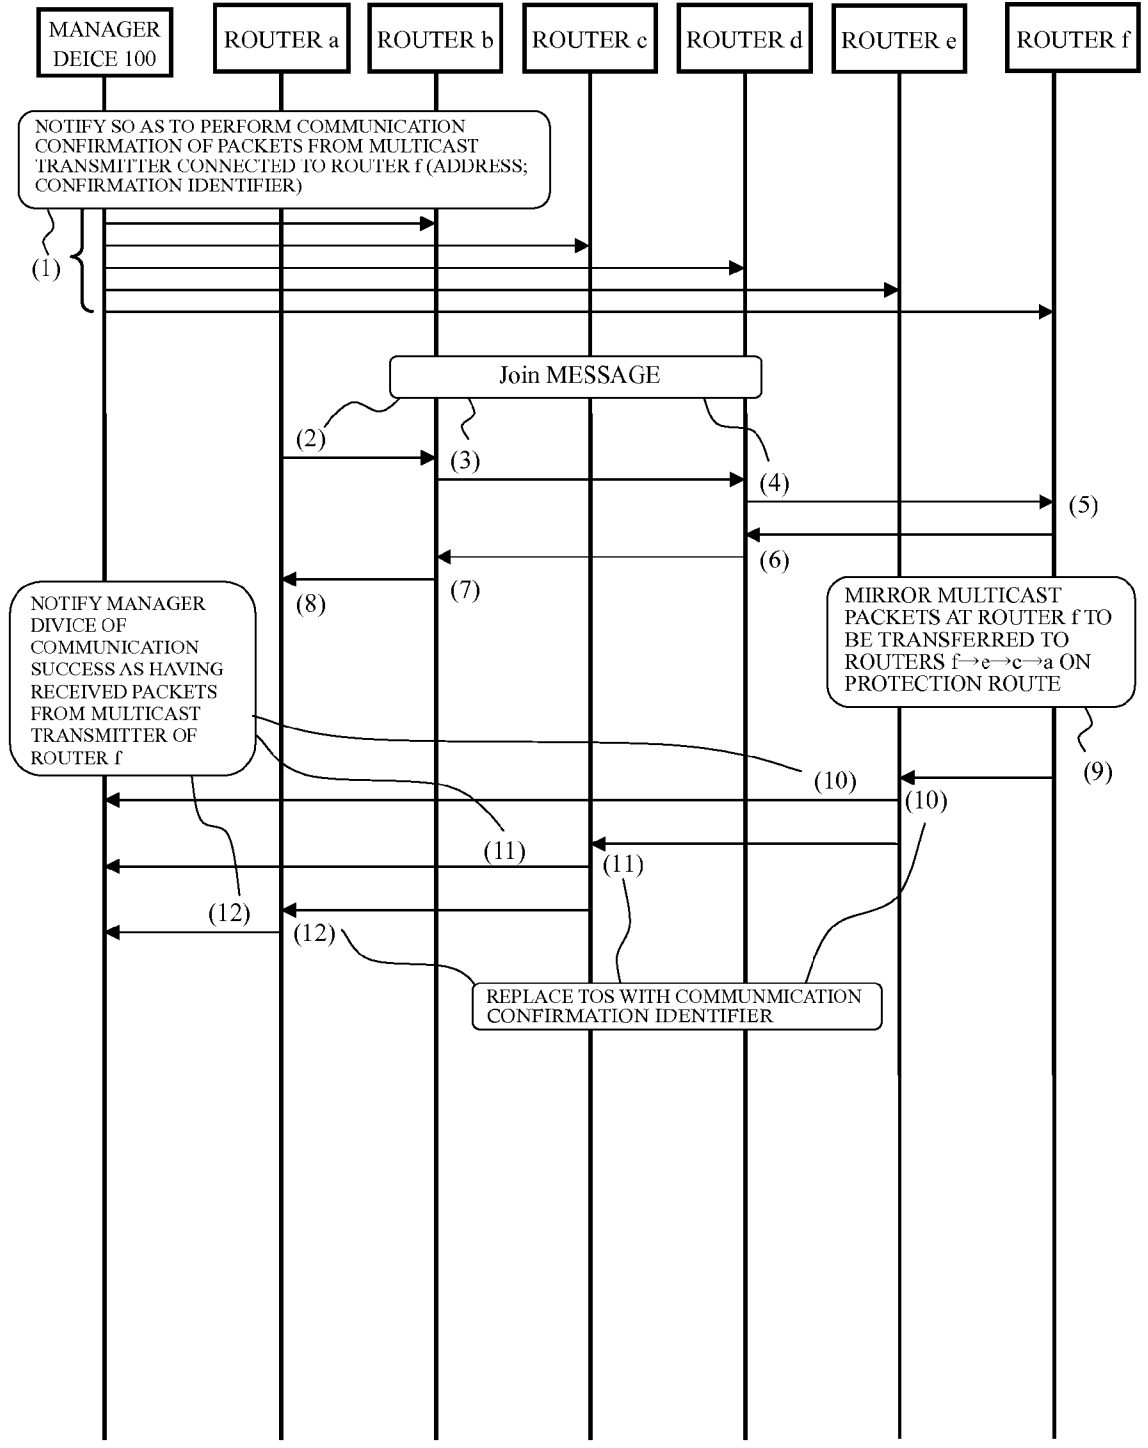 MANAGER
DEICE 100
ROUTER a
ROUTER b
ROUTER c
ROUTER d
ROUTER e
ROUTER f
NOTIFY SO AS TO PERFORM COMMUNICATION
CONFIRMATION OF PACKETS FROM MULTICAST
TRANSMITTER CONNECTED TO ROUTER f (ADDRESS;
CONFIRMATION IDENTIFIER)
(1)
Join MESSAGE
(2)
(3)
(4)
(5)
(6)
(7)
(8)
NOTIFY MANAGER
DIVICE OF
COMMUNICATION
SUCCESS AS HAVING
RECEIVED PACKETS
FROM MULTICAST
TRANSMITTER OF
ROUTER f
MIRROR MULTICAST
PACKETS AT ROUTER f TO
BE TRANSFERRED TO
ROUTERS f→e→c→a ON
PROTECTION ROUTE
(9)
(10)
(10)
(11)
(11)
(12)
(12)
REPLACE TOS WITH COMMUNMICATION
CONFIRMATION IDENTIFIER